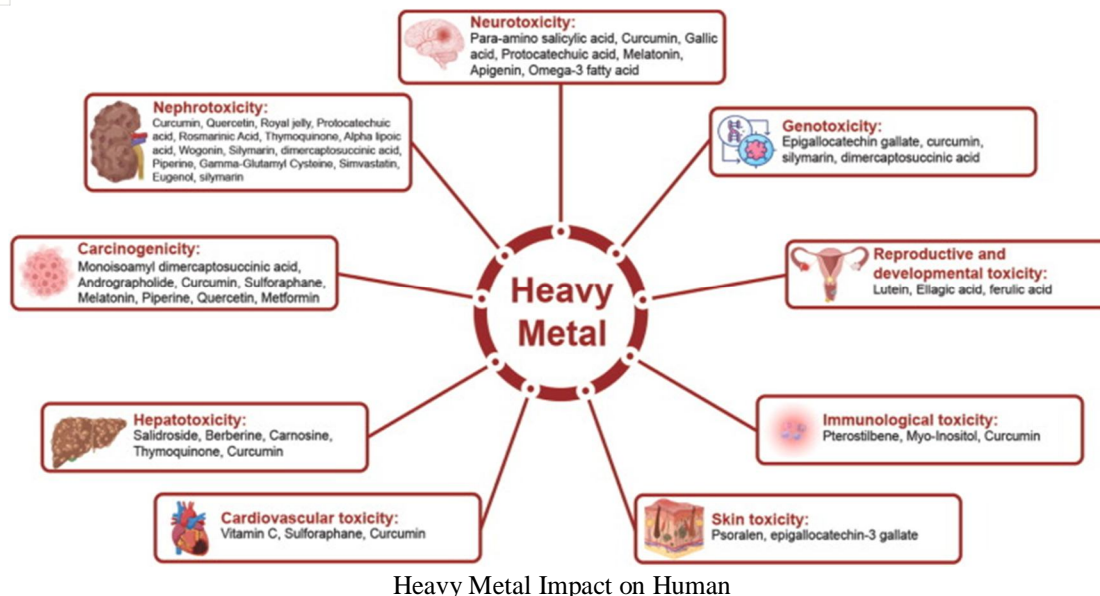 Neurotoxicity:
Para-amino salicylic acid, Curcumin, Gallic
acid, Protocatechuic acid, Melatonin,
Apigenin, Omega-3 fatty acid
Nephrotoxicity:
Curcumin, Quercetin, Royal jelly, Protocatechuic
acid, Rosmarinic Acid, Thymoquinone, Alpha lipoic
acid, Wogonin, Silymarin, dimercaptosuccinic acid,
Piperine, Gamma-Glutamyl Cysteine, Simvastatin,
Eugenol, silymarin
Genotoxicity:
Epigallocatechin gallate, curcumin,
silymarin, dimercaptosuccinic acid
Carcinogenicity:
Monoisoamyl dimercaptosuccinic acid,
Andrographolide, Curcumin, Sulforaphane,
Melatonin, Piperine, Quercetin, Metformin
Reproductive and
developmental toxicity:
Lutein, Ellagic acid, ferulic acid
Heavy
Metal
Hepatotoxicity:
Salidroside, Berberine, Carnosine,
Thymoquinone, Curcumin
Immunological toxicity:
Pterostilbene, Myo-Inositol, Curcumin
Cardiovascular toxicity:
Vitamin C, Sulforaphane, Curcumin
Skin toxicity:
Psoralen, epigallocatechin-3 gallate
Heavy Metal Impact on Human